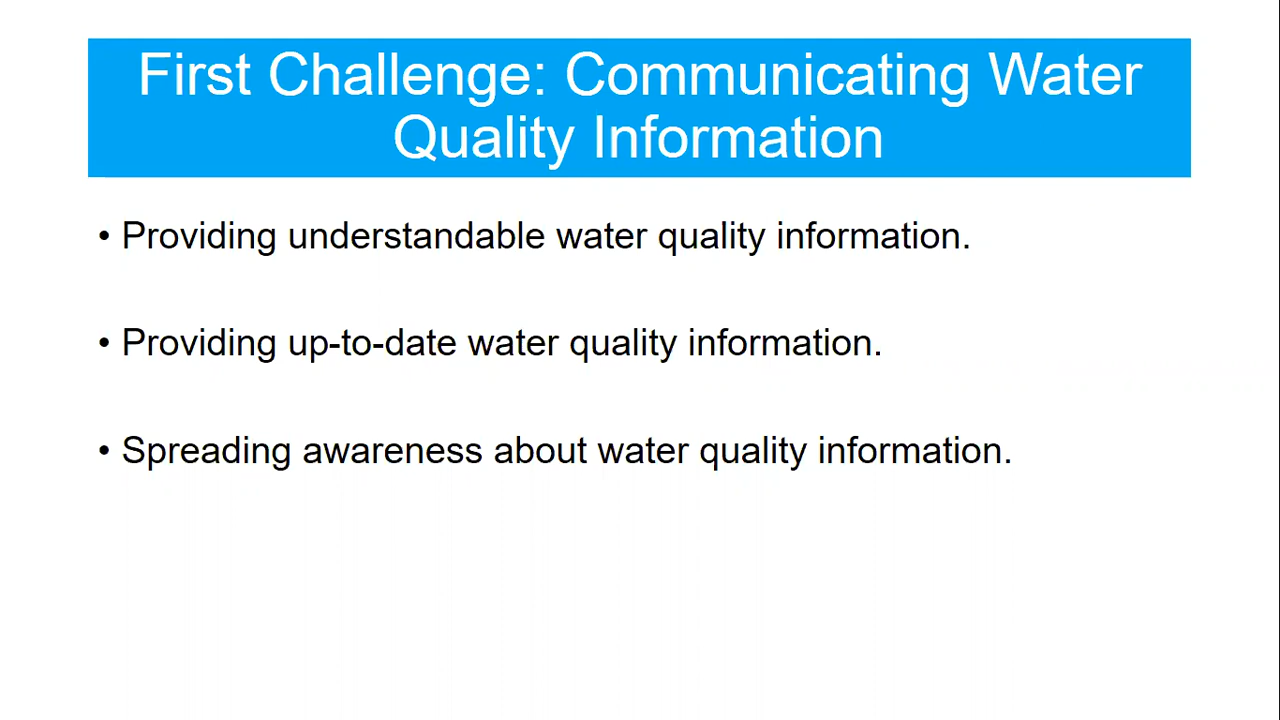 First Challenge: Communicating Water
Quality Information
• Providing understandable water quality information.
• Providing up-to-date water quality information.
• Spreading awareness about water quality information.